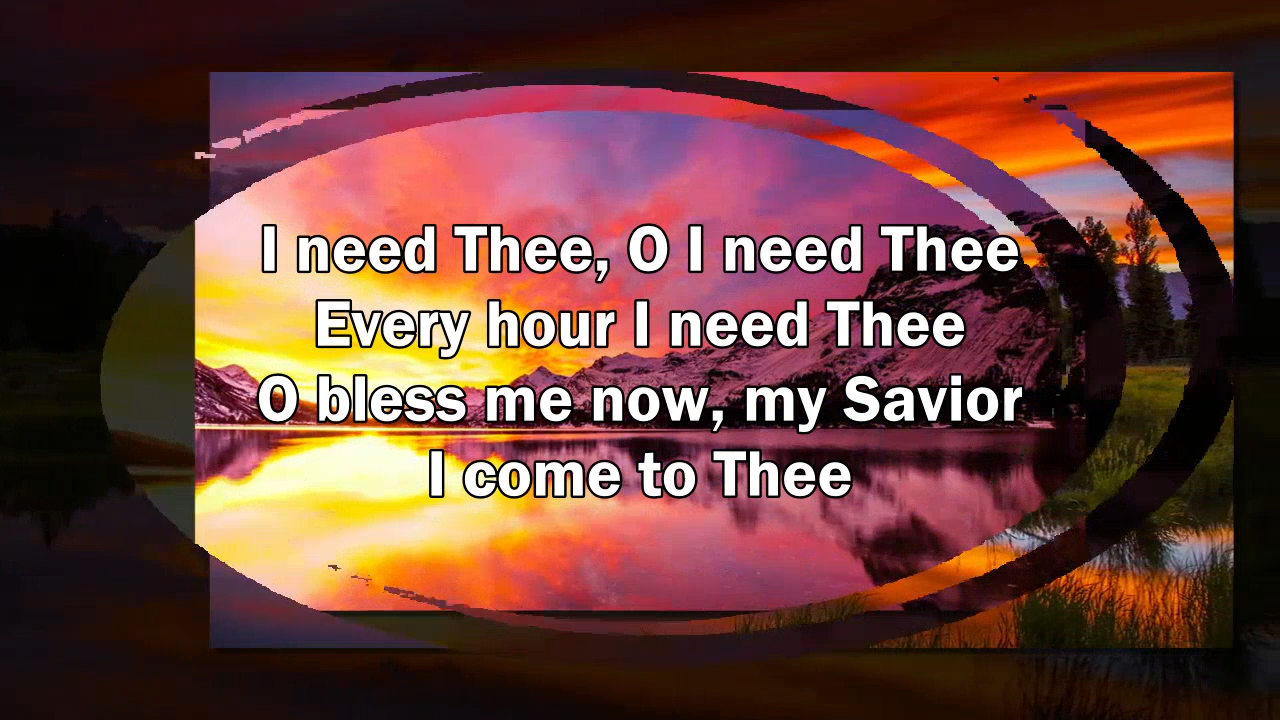 I need Thee, O I need Thee
Every hour I need Thee
O bless me now, my Savior
I come to Thee